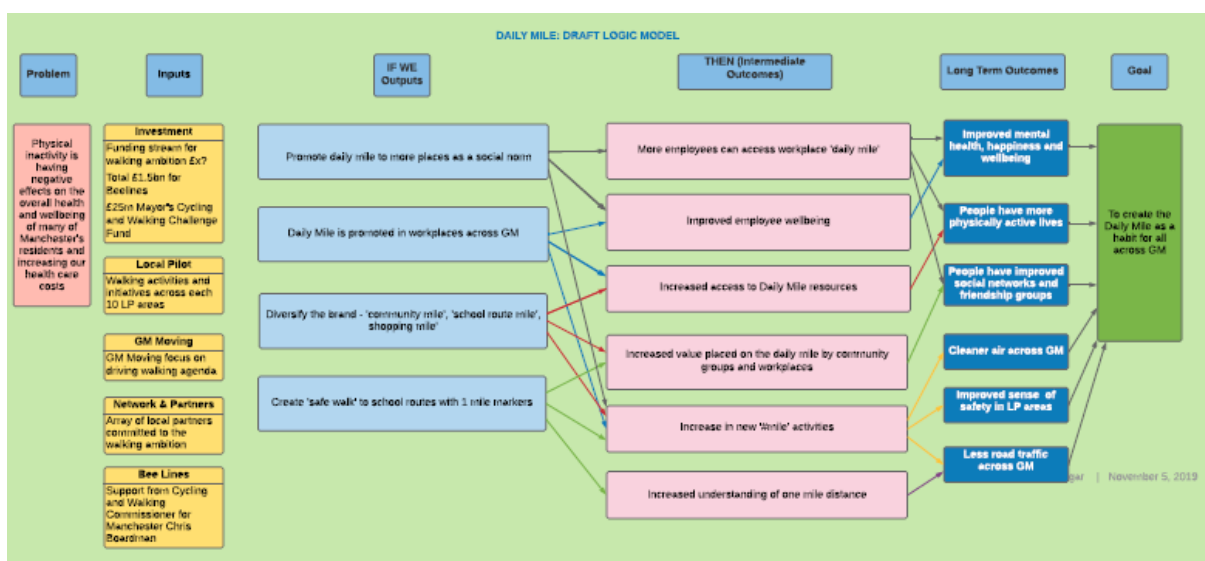 DAILY MILE: DRAFT LOGIC MODEL
Problem
Inputs
IF WE
Outputs
THEN (Intermediate
Outcomes)
Long Term Outcomes
Goal
Physical
inactivity is
having
negative
effects on the
overall health
and wellbeing
of many of
Manchester's
residents and
increasing our
health care
costs
Investment
Funding stream for
walking ambition £x?
Total £1.5bn for
Beelines
£25m Mayor's Cycling
and Walking Challenge
Fund
Local Pilot
Walking activities and
initiatives across each
10 LP areas
GM Moving
GM Moving focus on
driving walking agenda
Network & Partners
Array of local partners
committed to the
walking ambition
Bee Lines
Support from Cycling
and Walking
Commissioner for
Manchester Chris
Boardman
Promote daily mile to more places as a social norm
Daily Mile is promoted in workplaces across GM
Diversify the brand - 'community mile', 'school route mile',
shopping mile'
Create 'safe walk' to school routes with 1 mile markers
More employees can access workplace 'daily mile'
Improved employee wellbeing
Increased access to Daily Mile resources
Increased value placed on the daily mile by community
groups and workplaces
Increase in new '#mile' activities
Increased understanding of one mile distance
Improved mental
health, happiness and
wellbeing
People have more
physically active lives
People have improved
social networks and
friendship groups
Cleaner air across GM
Improved sense of
safety in LP areas
Less road traffic
across GM
To create the
Daily Mile as a
habit for all
across GM
| November 5, 2019